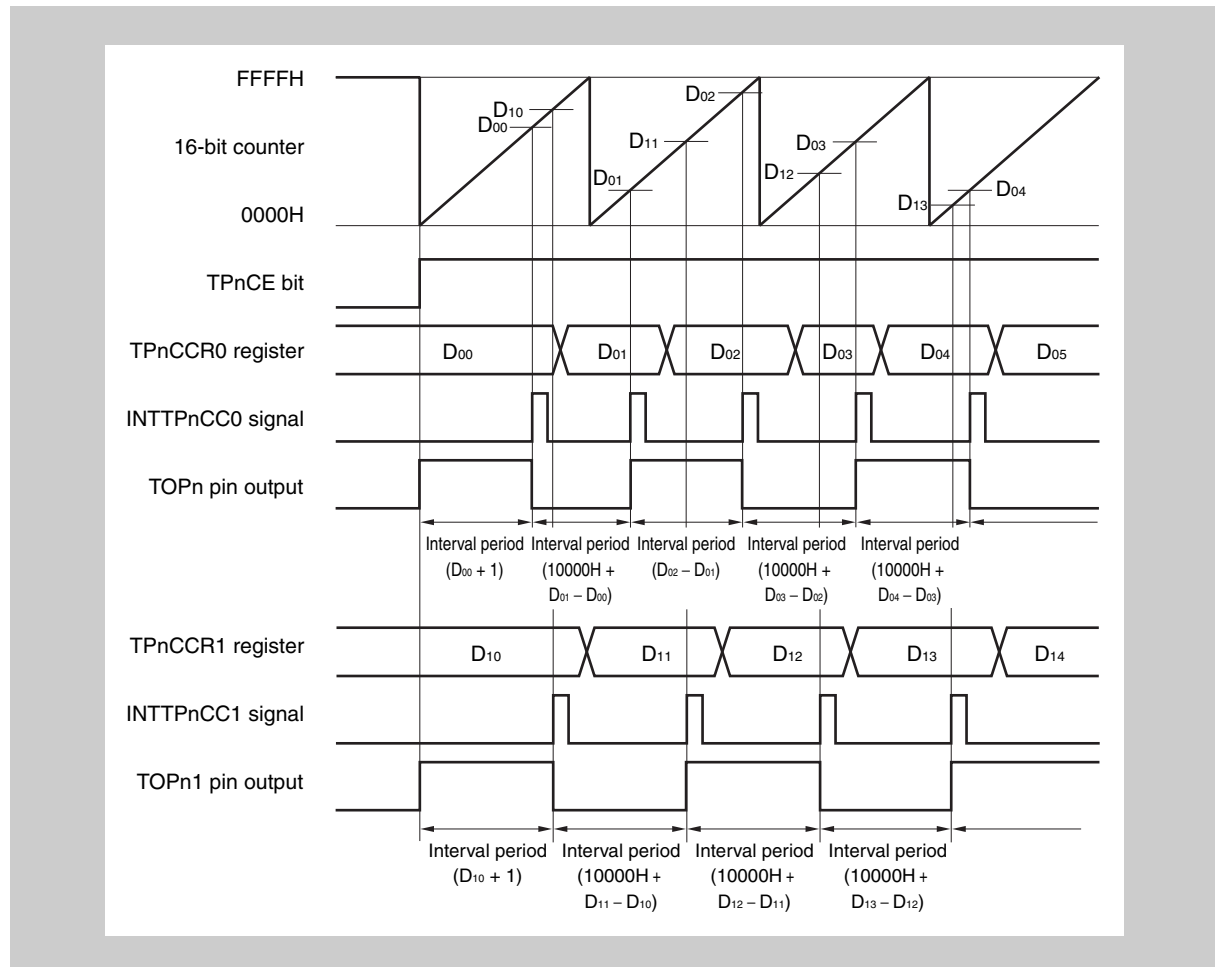 FFFFH
16-bit counter
0000H
D10
D00
D01
D11
D02
D12
D03
D13
D04
TPnCE bit
TPnCCR0 register
D00 D01 D02 D03 D04 D05
INTTPnCC0 signal
TOPn pin output
Interval period
(D00 + 1)
Interval period
(10000H +
D01 – D00)
Interval period
(D02 – D01)
Interval period
(10000H +
D03 – D02)
Interval period
(10000H +
D04 – D03)
TPnCCR1 register
D10 D11 D12 D13 D14
INTTPnCC1 signal
TOPn1 pin output
Interval period
(D10 + 1)
Interval period
(10000H +
D11 – D10)
Interval period
(10000H +
D12 – D11)
Interval period
(10000H +
D13 – D12)